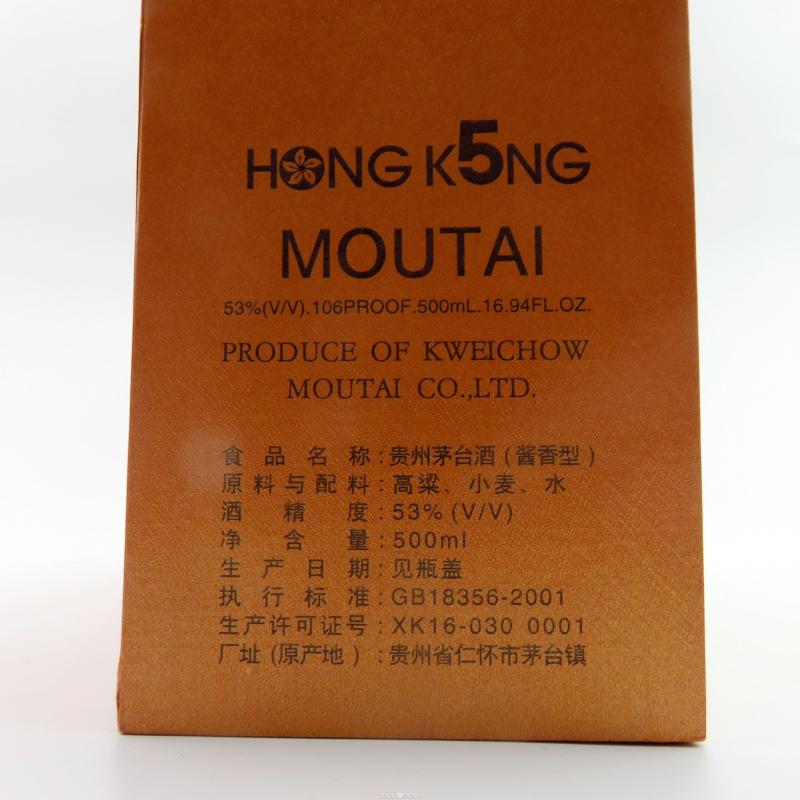 HONG K5NG
MOUTAI
53%(V/V).106PROOF.500mL.16.94FL.OZ.
PRODUCE OF KWEICHOW
MOUTAI CO.,LTD.
食品名称:贵州茅台酒(酱香型)
原料与配料:高粱、小麦、水
酒精度:53%(V/V)
净含量:500ml
生产日期:见瓶盖
执行标准:GB18356-2001
生产许可证号:XK16-030 0001
厂址(原产地):贵州省仁怀市茅台镇